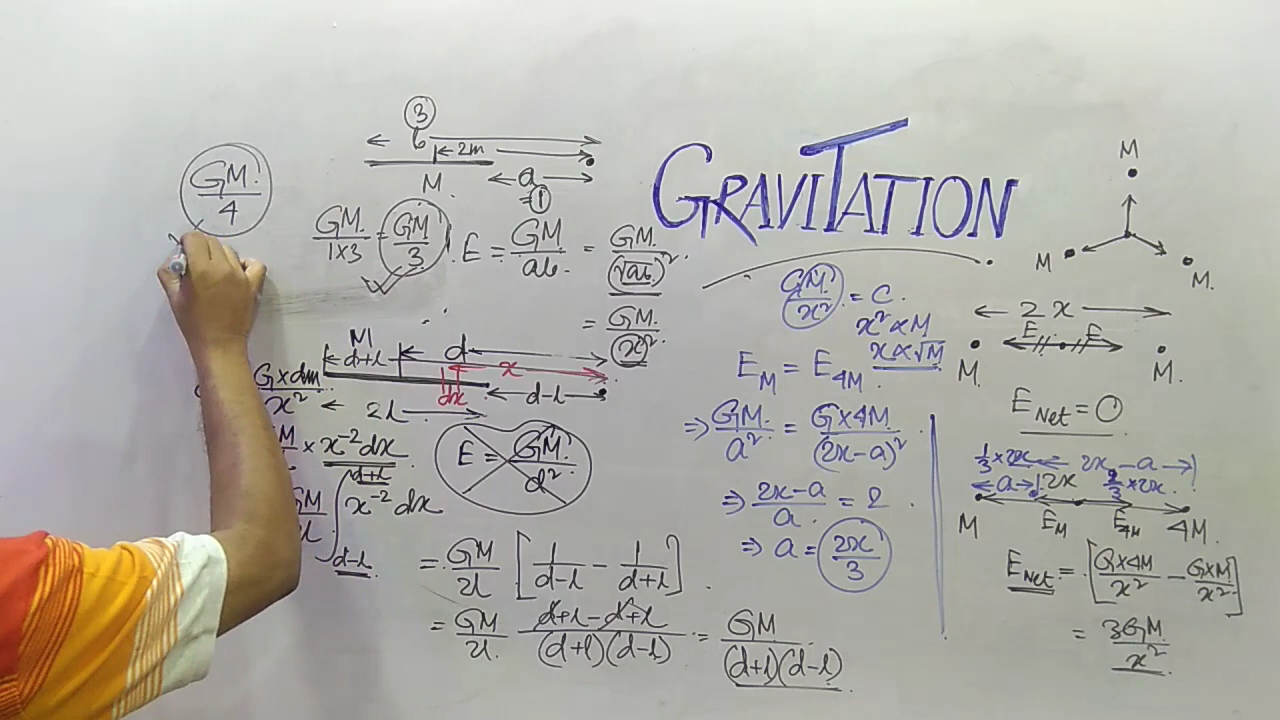 GRAVITATION
GM/4
3
b
2m
M.
a
=1
GM/1×3 = GM/3
E = GM/ab = GM/(√ab)²
= GM/(x)²
M
d+l
d
x
dx
d-l
2l
G×dm/x²
× x⁻²dx
∫ d-l d+l x⁻²dx
E = GM/d²
= GM/2l [1/d-l - 1/d+l]
= GM/2l d+l-d+l/(d+l)(d-l) = GM/(d+l)(d-l)
GM/x² = C.
x² ∝ M
x ∝ √M
E_M = E_4M
⇒ GM/a² = G×4M/(2x-a)²
⇒ 2x-a/a = 2
⇒ a = 2x/3
M
M
M.
2x
E E
M M.
E Net = 0
1/3 × 2x 2x-a
a 2x 2/3 × 2x
M E_M E_4M 4M.
E Net = [G×4M/x² - G×M/x²]
= 3GM/x²